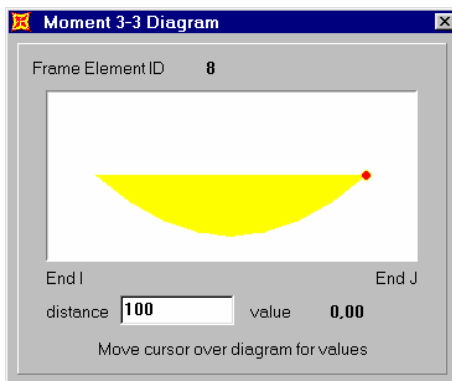 Moment 3-3 Diagram
Frame Element ID 8
End I End J
distance 100 value 0,00
Move cursor over diagram for values